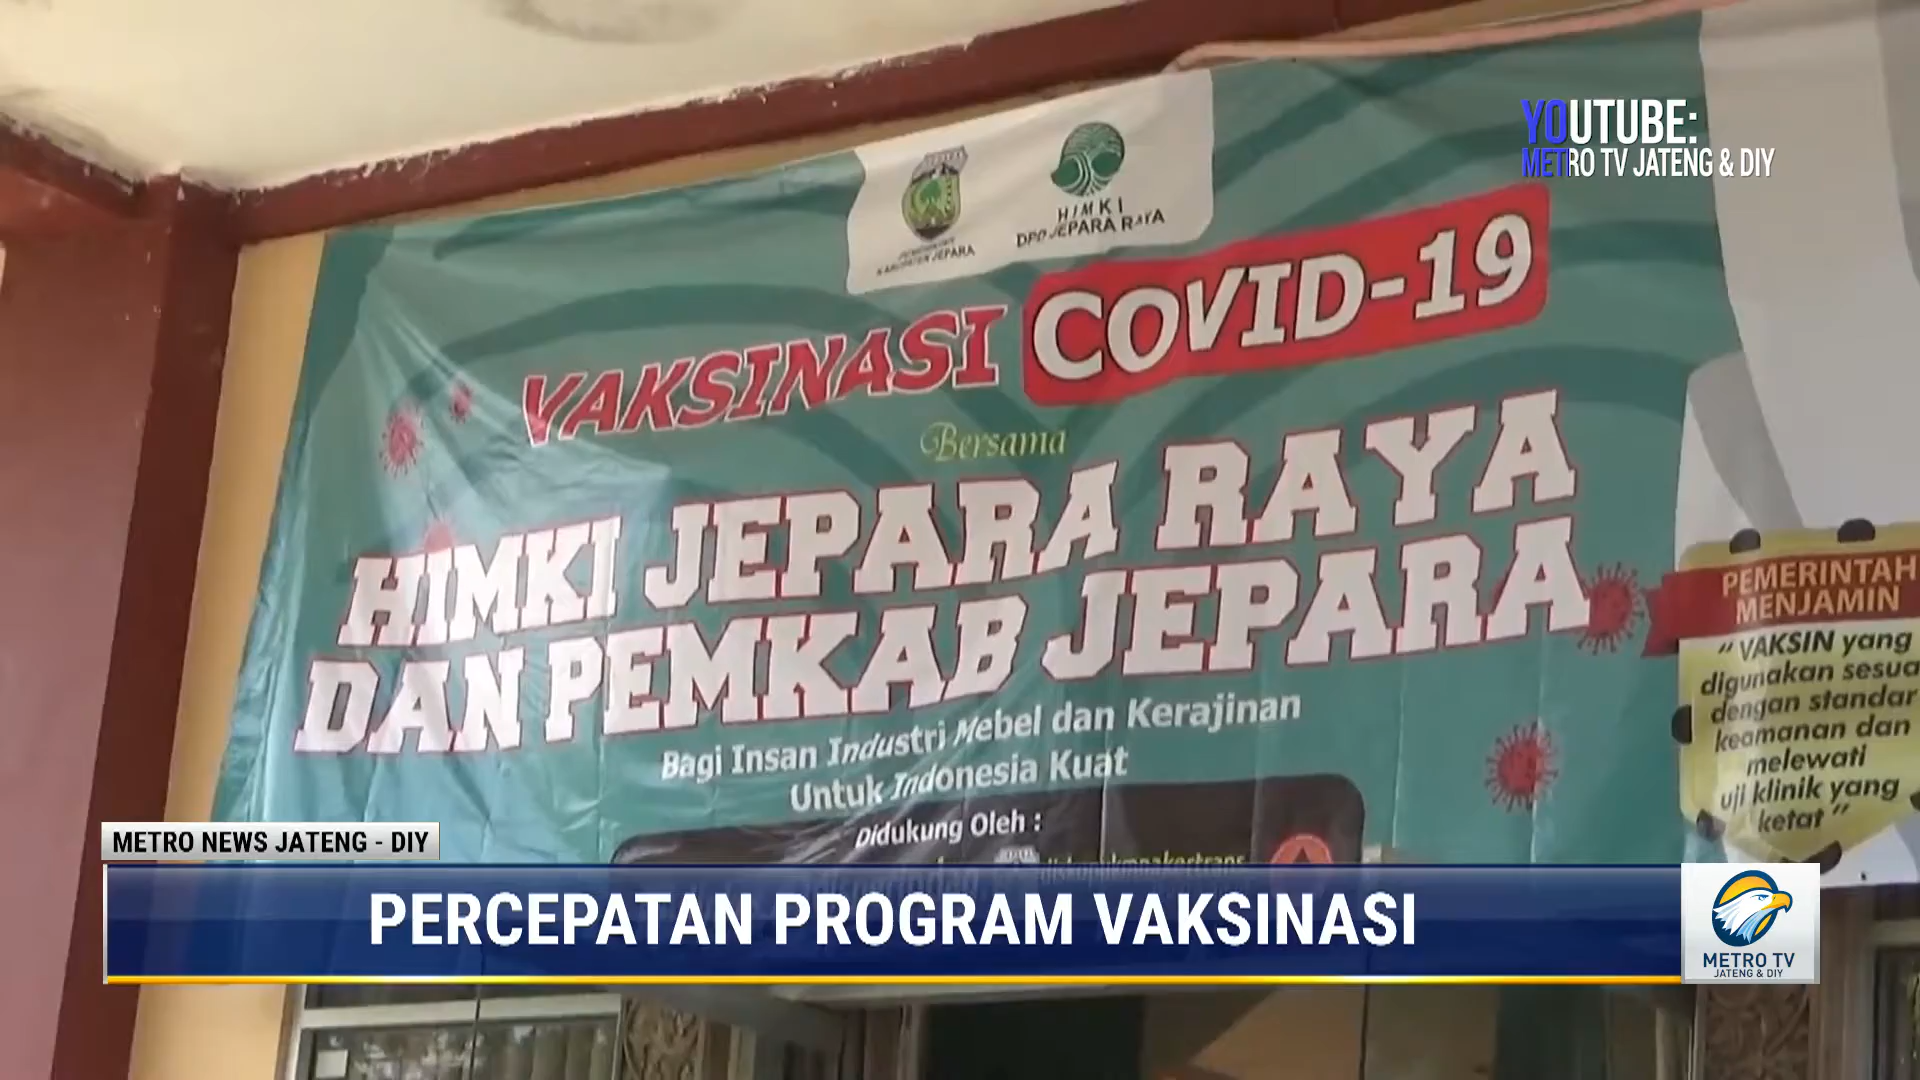 YOUTUBE:
METRO TV JATENG & DIY
KABUPATEN JEPARA
HIMKI
DPD JEPARA RAYA
VAKSINASI COVID-19
Bersama
HIMKI JEPARA RAYA
DAN PEMKAB JEPARA
Bagi Insan Industri Mebel dan Kerajinan
Untuk Indonesia Kuat
Didukung Oleh :
PEMERINTAH
MENJAMIN
“ VAKSIN yang
digunakan sesua
dengan standar
keamanan dan
melewati
uji klinik yang
ketat ”
METRO NEWS JATENG - DIY
PERCEPATAN PROGRAM VAKSINASI
METRO TV
JATENG & DIY